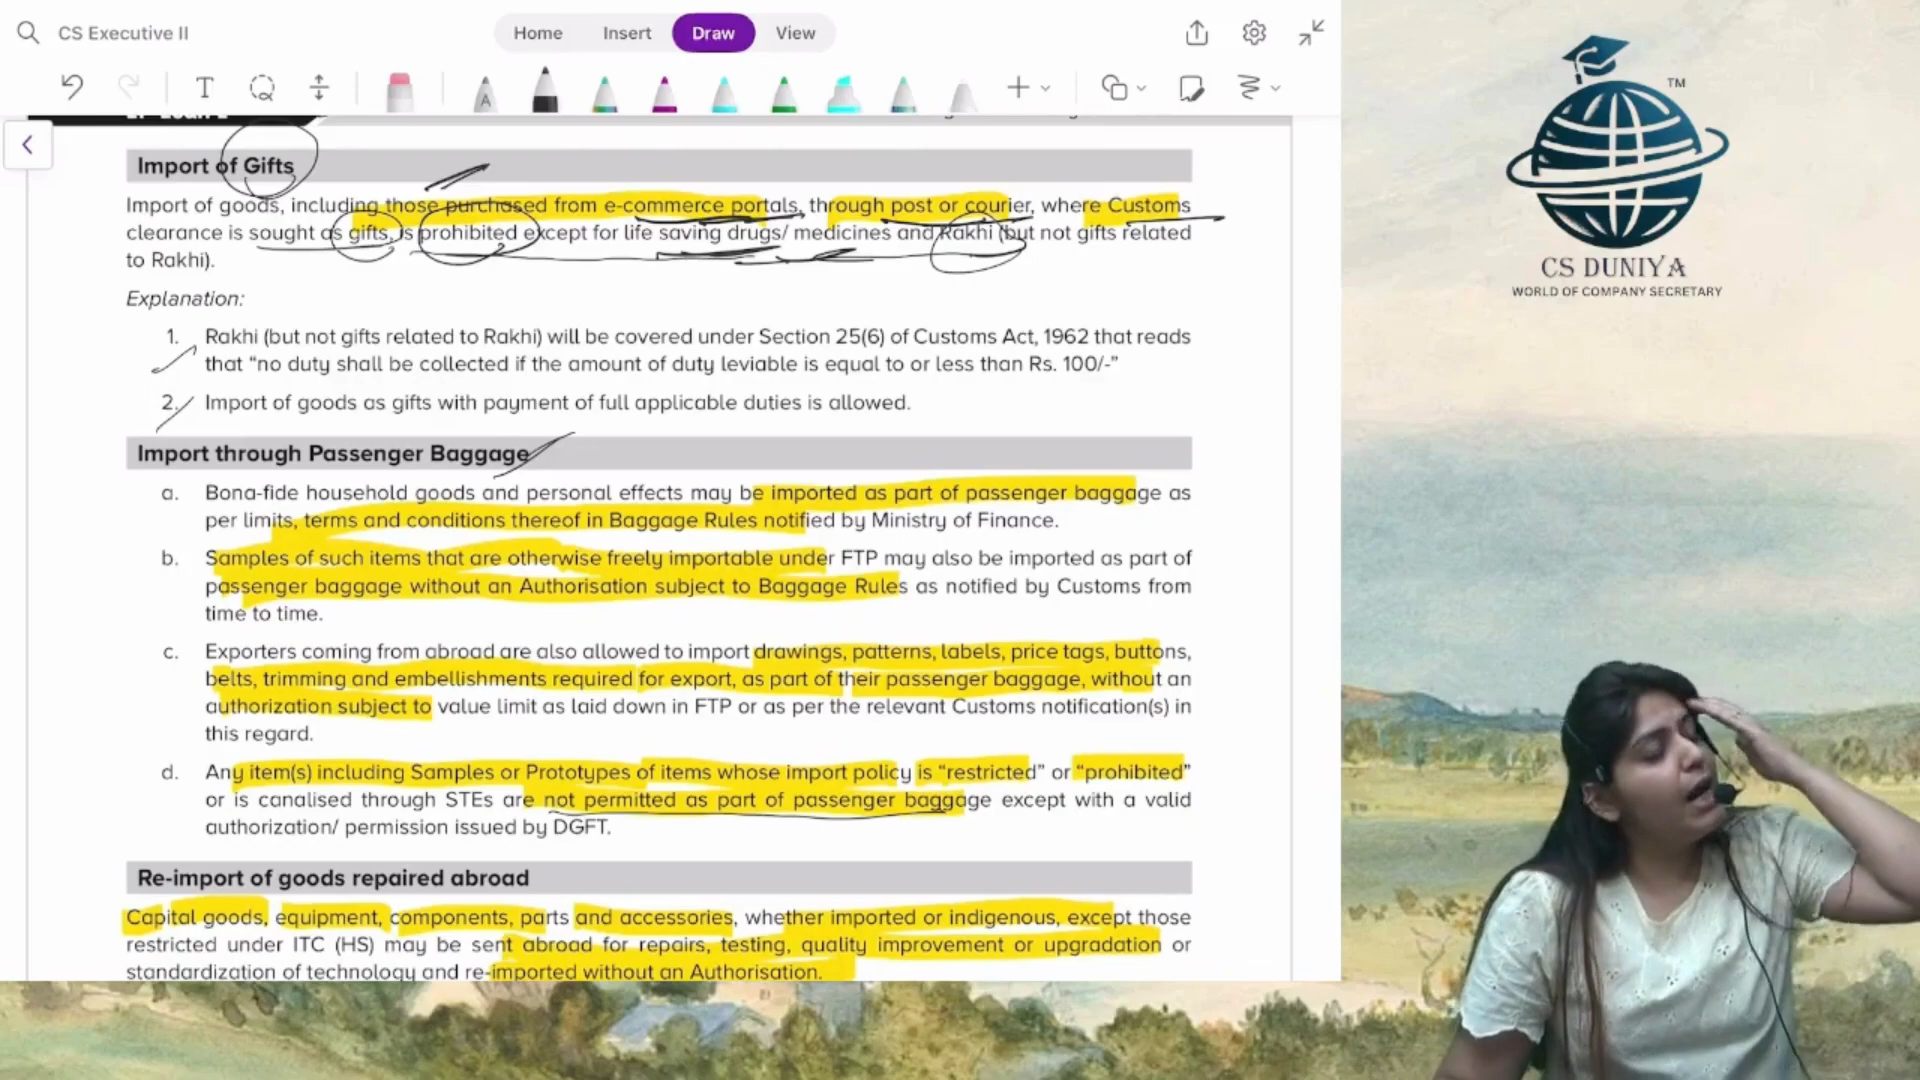 CS Executive II
Home Insert Draw View
T
A
Import of Gifts
Import of goods, including those purchased from e-commerce portals, through post or courier, where Customs
clearance is sought as gifts, is prohibited except for life saving drugs/ medicines and Rakhi (but not gifts related
to Rakhi).
Explanation:
1. Rakhi (but not gifts related to Rakhi) will be covered under Section 25(6) of Customs Act, 1962 that reads
that “no duty shall be collected if the amount of duty leviable is equal to or less than Rs. 100/-”
2. Import of goods as gifts with payment of full applicable duties is allowed.
Import through Passenger Baggage
a. Bona-fide household goods and personal effects may be imported as part of passenger baggage as
per limits, terms and conditions thereof in Baggage Rules notified by Ministry of Finance.
b. Samples of such items that are otherwise freely importable under FTP may also be imported as part of
passenger baggage without an Authorisation subject to Baggage Rules as notified by Customs from
time to time.
c. Exporters coming from abroad are also allowed to import drawings, patterns, labels, price tags, buttons,
belts, trimming and embellishments required for export, as part of their passenger baggage, without an
authorization subject to value limit as laid down in FTP or as per the relevant Customs notification(s) in
this regard.
d. Any item(s) including Samples or Prototypes of items whose import policy is “restricted” or “prohibited”
or is canalised through STEs are not permitted as part of passenger baggage except with a valid
authorization/ permission issued by DGFT.
Re-import of goods repaired abroad
Capital goods, equipment, components, parts and accessories, whether imported or indigenous, except those
restricted under ITC (HS) may be sent abroad for repairs, testing, quality improvement or upgradation or
standardization of technology and re-imported without an Authorisation.
TM
CS DUNIYA
WORLD OF COMPANY SECRETARY